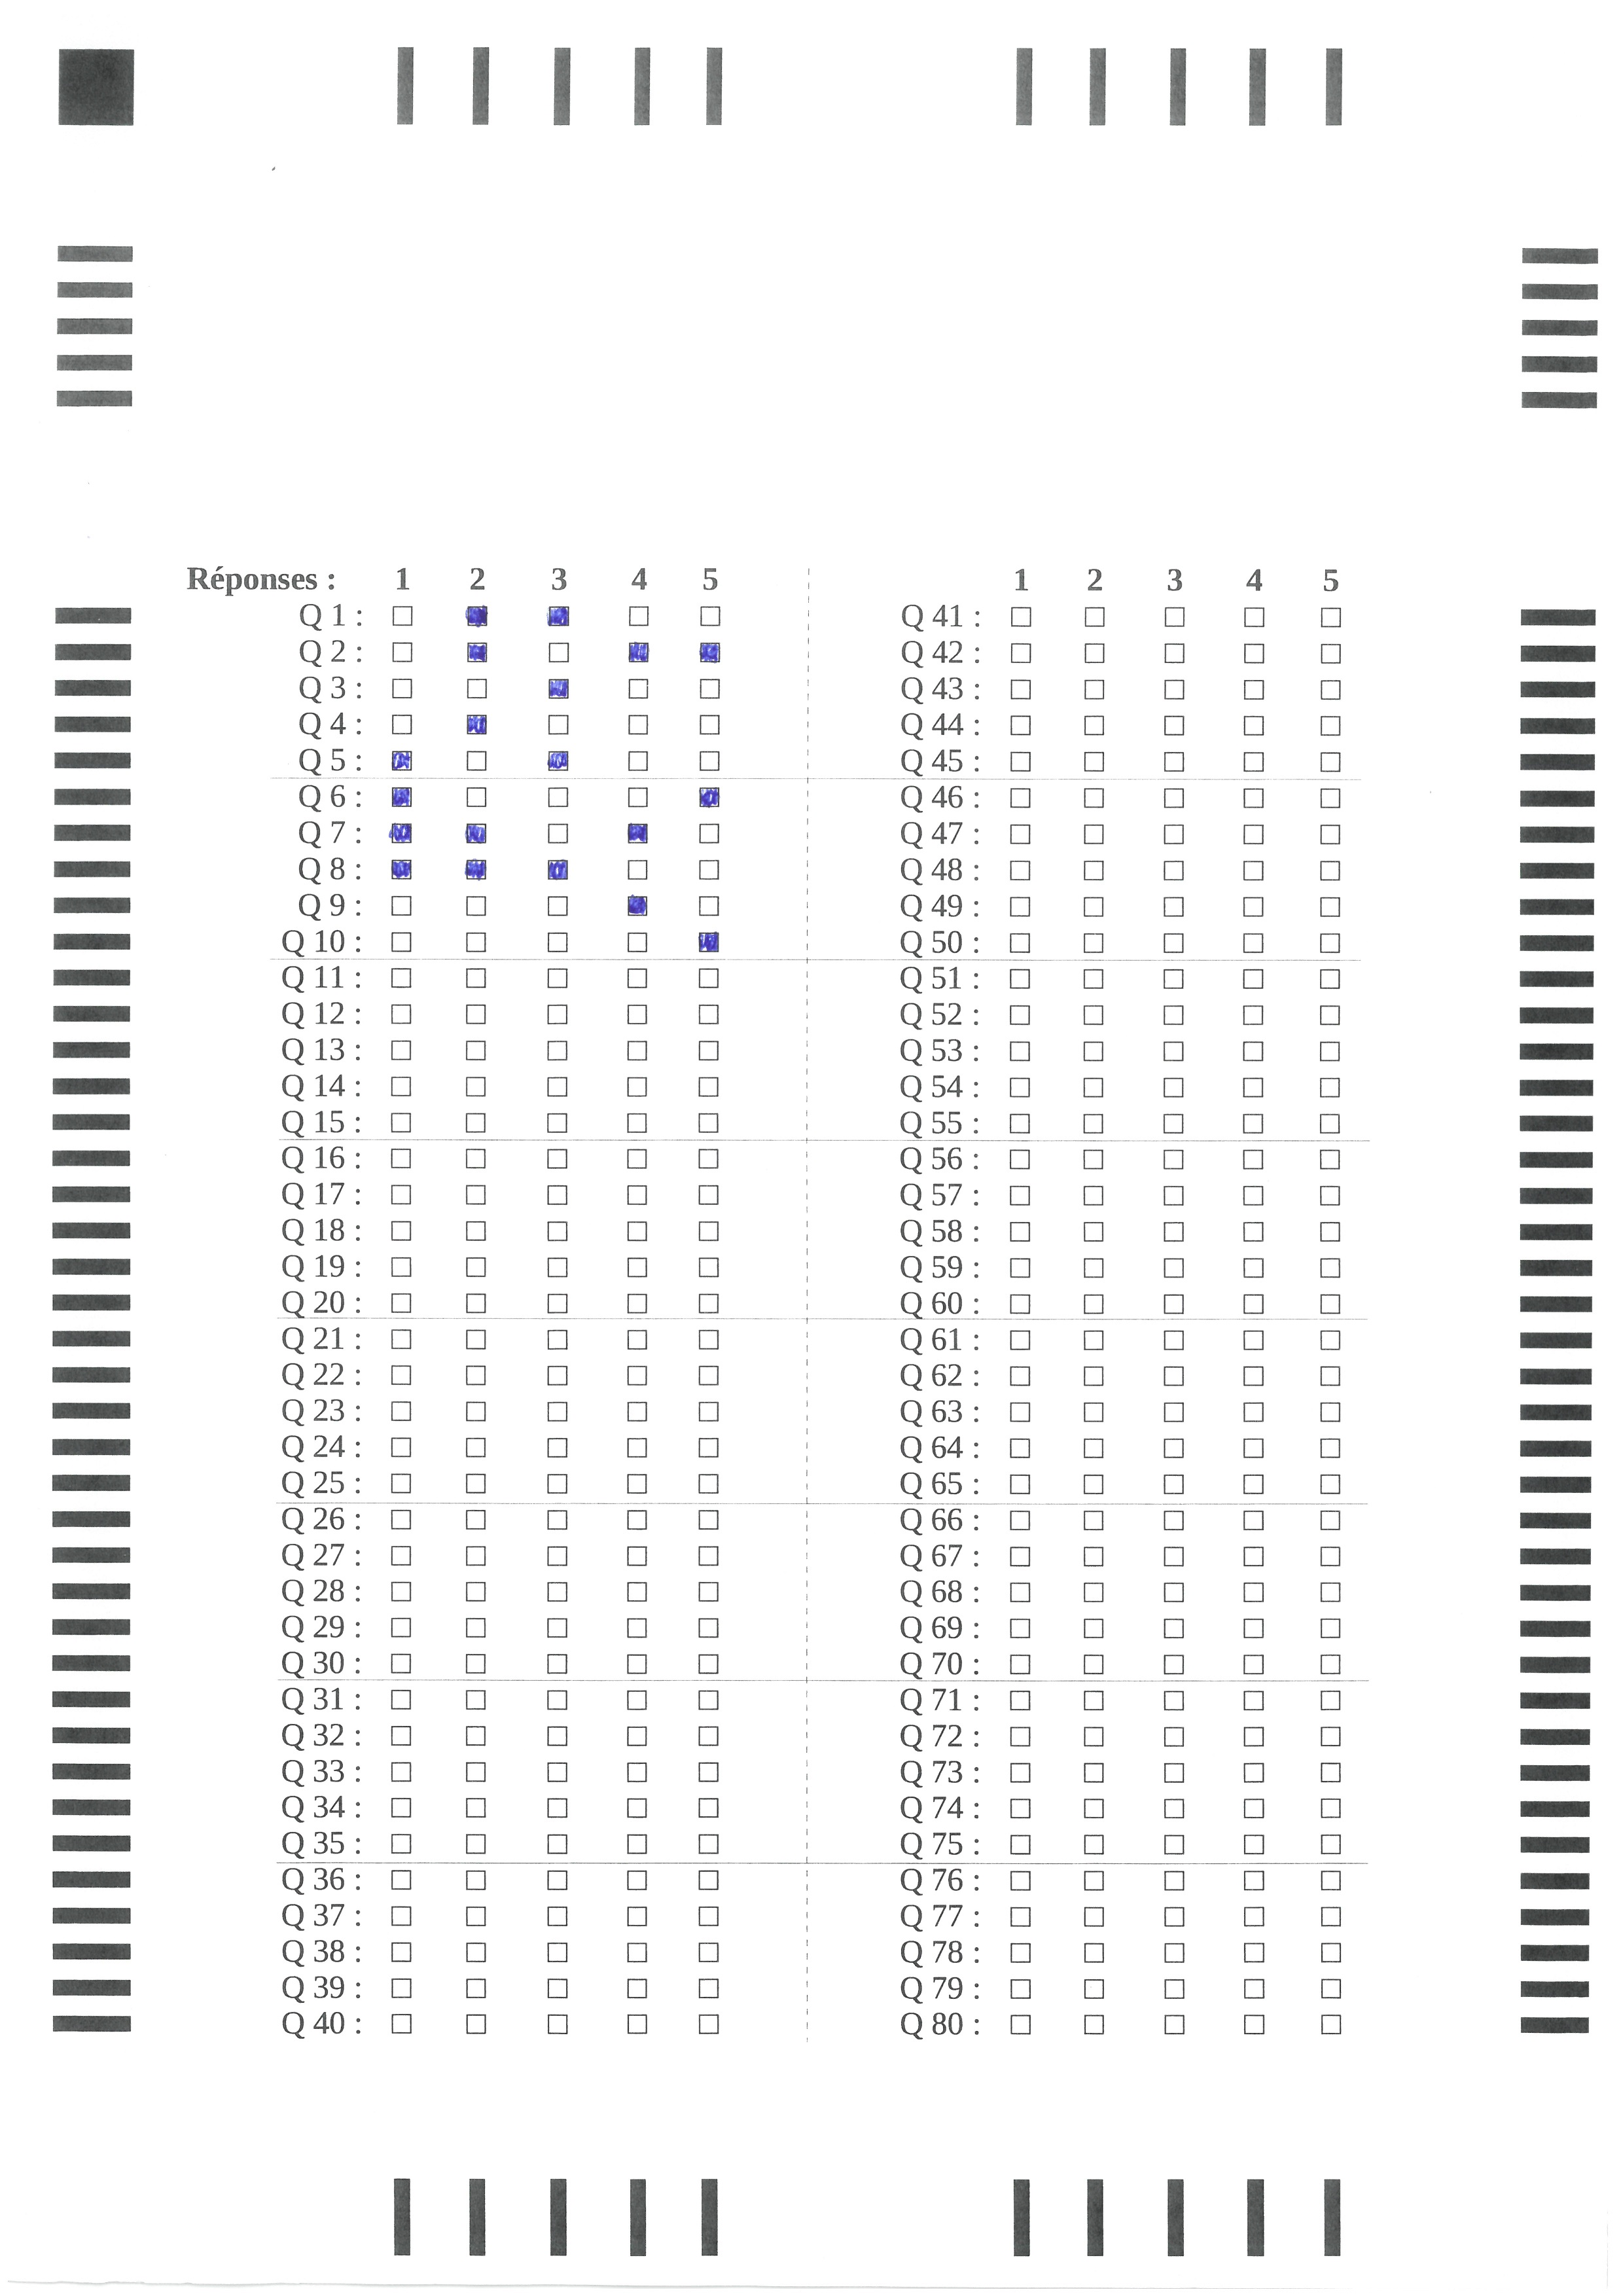 Réponses : 1 2 3 4 5 1 2 3 4 5
Q 1 : Q 41 :
Q 2 : Q 42 :
Q 3 : Q 43 :
Q 4 : Q 44 :
Q 5 : Q 45 :
Q 6 : Q 46 :
Q 7 : Q 47 :
Q 8 : Q 48 :
Q 9 : Q 49 :
Q 10 : Q 50 :
Q 11 : Q 51 :
Q 12 : Q 52 :
Q 13 : Q 53 :
Q 14 : Q 54 :
Q 15 : Q 55 :
Q 16 : Q 56 :
Q 17 : Q 57 :
Q 18 : Q 58 :
Q 19 : Q 59 :
Q 20 : Q 60 :
Q 21 : Q 61 :
Q 22 : Q 62 :
Q 23 : Q 63 :
Q 24 : Q 64 :
Q 25 : Q 65 :
Q 26 : Q 66 :
Q 27 : Q 67 :
Q 28 : Q 68 :
Q 29 : Q 69 :
Q 30 : Q 70 :
Q 31 : Q 71 :
Q 32 : Q 72 :
Q 33 : Q 73 :
Q 34 : Q 74 :
Q 35 : Q 75 :
Q 36 : Q 76 :
Q 37 : Q 77 :
Q 38 : Q 78 :
Q 39 : Q 79 :
Q 40 : Q 80 :